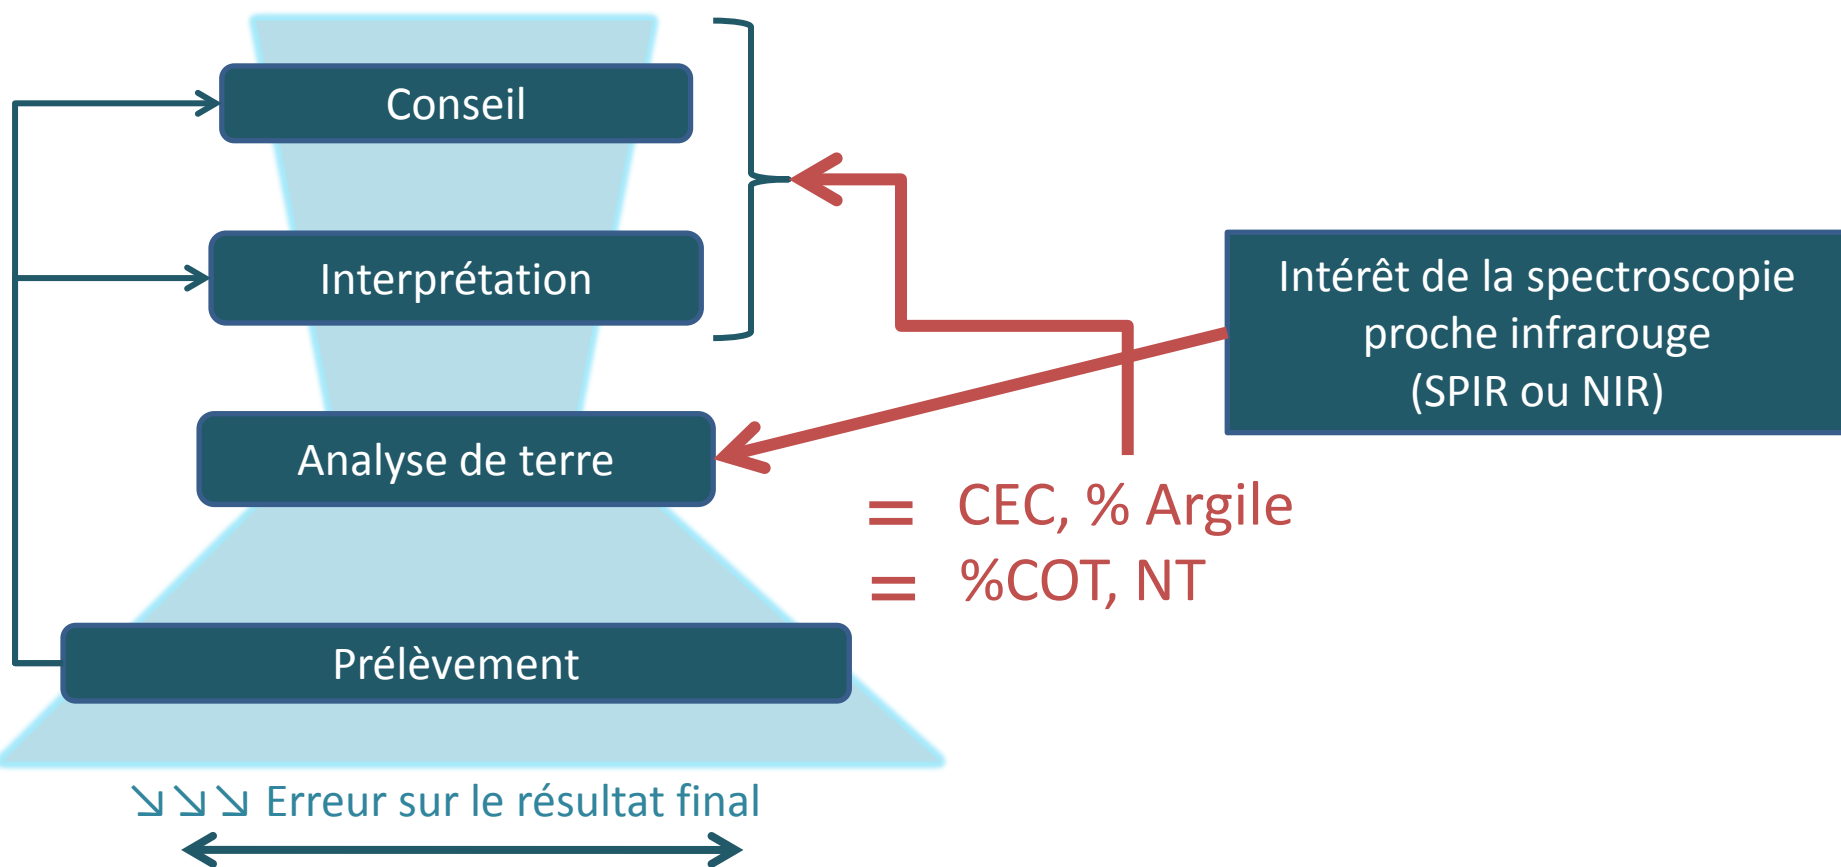 Conseil
Interprétation
Analyse de terre
Prélèvement
↘↘↘ Erreur sur le résultat final
Intérêt de la spectroscopie
proche infrarouge
(SPIR ou NIR)
= CEC, % Argile
= %COT, NT